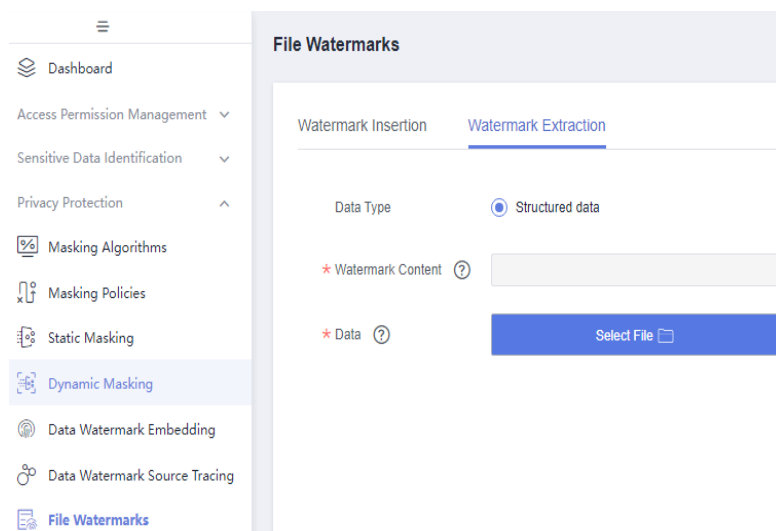 Dashboard
Access Permission Management
Sensitive Data Identification
Privacy Protection
Masking Algorithms
Masking Policies
Static Masking
Dynamic Masking
Data Watermark Embedding
Data Watermark Source Tracing
File Watermarks
File Watermarks
Watermark Insertion Watermark Extraction
Data Type Structured data
* Watermark Content ?
* Data ? Select File